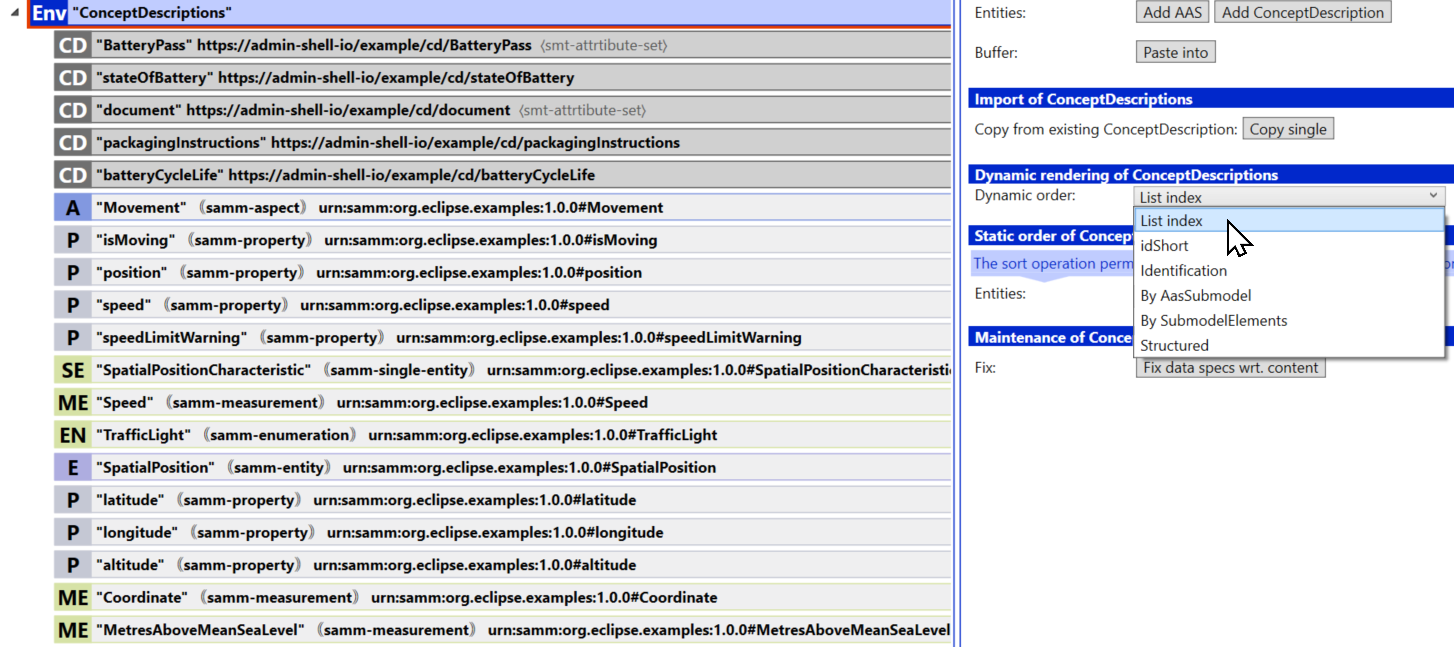 Env "ConceptDescriptions"
CD "BatteryPass" https://admin-shell-io/example/cd/BatteryPass 〈smt-attrtibute-set〉
CD "stateOfBattery" https://admin-shell-io/example/cd/stateOfBattery
CD "document" https://admin-shell-io/example/cd/document 〈smt-attrtibute-set〉
CD "packagingInstructions" https://admin-shell-io/example/cd/packagingInstructions
CD "batteryCycleLife" https://admin-shell-io/example/cd/batteryCycleLife
A "Movement" ⸨samm-aspect⸩ urn:samm:org.eclipse.examples:1.0.0#Movement
P "isMoving" ⸨samm-property⸩ urn:samm:org.eclipse.examples:1.0.0#isMoving
P "position" ⸨samm-property⸩ urn:samm:org.eclipse.examples:1.0.0#position
P "speed" ⸨samm-property⸩ urn:samm:org.eclipse.examples:1.0.0#speed
P "speedLimitWarning" ⸨samm-property⸩ urn:samm:org.eclipse.examples:1.0.0#speedLimitWarning
SE "SpatialPositionCharacteristic" ⸨samm-single-entity⸩ urn:samm:org.eclipse.examples:1.0.0#SpatialPositionCharacteristi
ME "Speed" ⸨samm-measurement⸩ urn:samm:org.eclipse.examples:1.0.0#Speed
EN "TrafficLight" ⸨samm-enumeration⸩ urn:samm:org.eclipse.examples:1.0.0#TrafficLight
E "SpatialPosition" ⸨samm-entity⸩ urn:samm:org.eclipse.examples:1.0.0#SpatialPosition
P "latitude" ⸨samm-property⸩ urn:samm:org.eclipse.examples:1.0.0#latitude
P "longitude" ⸨samm-property⸩ urn:samm:org.eclipse.examples:1.0.0#longitude
P "altitude" ⸨samm-property⸩ urn:samm:org.eclipse.examples:1.0.0#altitude
ME "Coordinate" ⸨samm-measurement⸩ urn:samm:org.eclipse.examples:1.0.0#Coordinate
ME "MetresAboveMeanSeaLevel" ⸨samm-measurement⸩ urn:samm:org.eclipse.examples:1.0.0#MetresAboveMeanSeaLevel
Entities: Add AAS Add ConceptDescription
Buffer: Paste into
Import of ConceptDescriptions
Copy from existing ConceptDescription: Copy single
Dynamic rendering of ConceptDescriptions
Dynamic order: List index
List index
Static order of Concep
idShort
The sort operation perm
Identification
Entities:
By AasSubmodel
By SubmodelElements
Maintenance of Conce
Structured
Fix: Fix data specs wrt. content